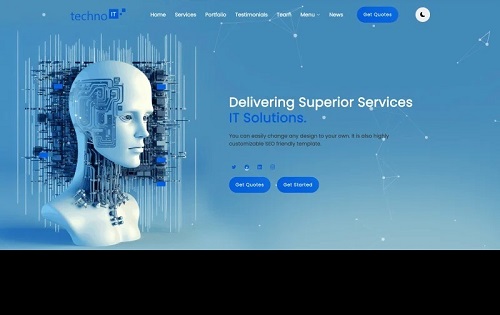 techno IT
Home Services Portfolio Testimonials Team Menu News Get Quotes
Delivering Superior Services
IT Solutions.
You can easily change any design to your own. It is also highly
customizable SEO friendly template.
Get Quotes Get Started